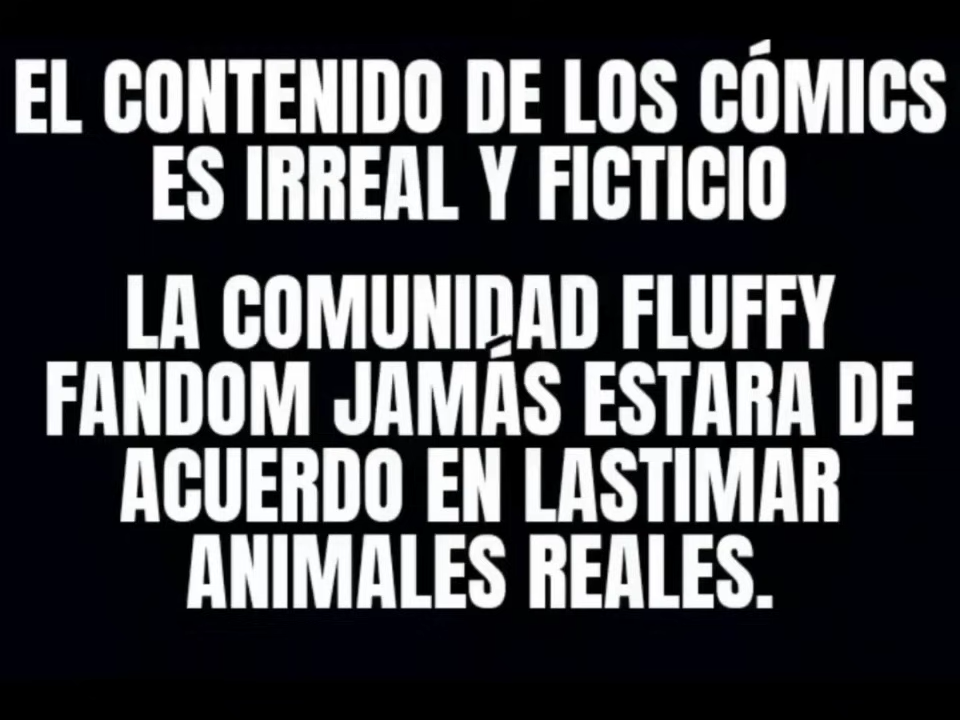 EL CONTENIDO DE LOS CÓMICS
ES IRREAL Y FICTICIO
LA COMUNIDAD FLUFFY
FANDOM JAMÁS ESTARA DE
ACUERDO EN LASTIMAR
ANIMALES REALES.